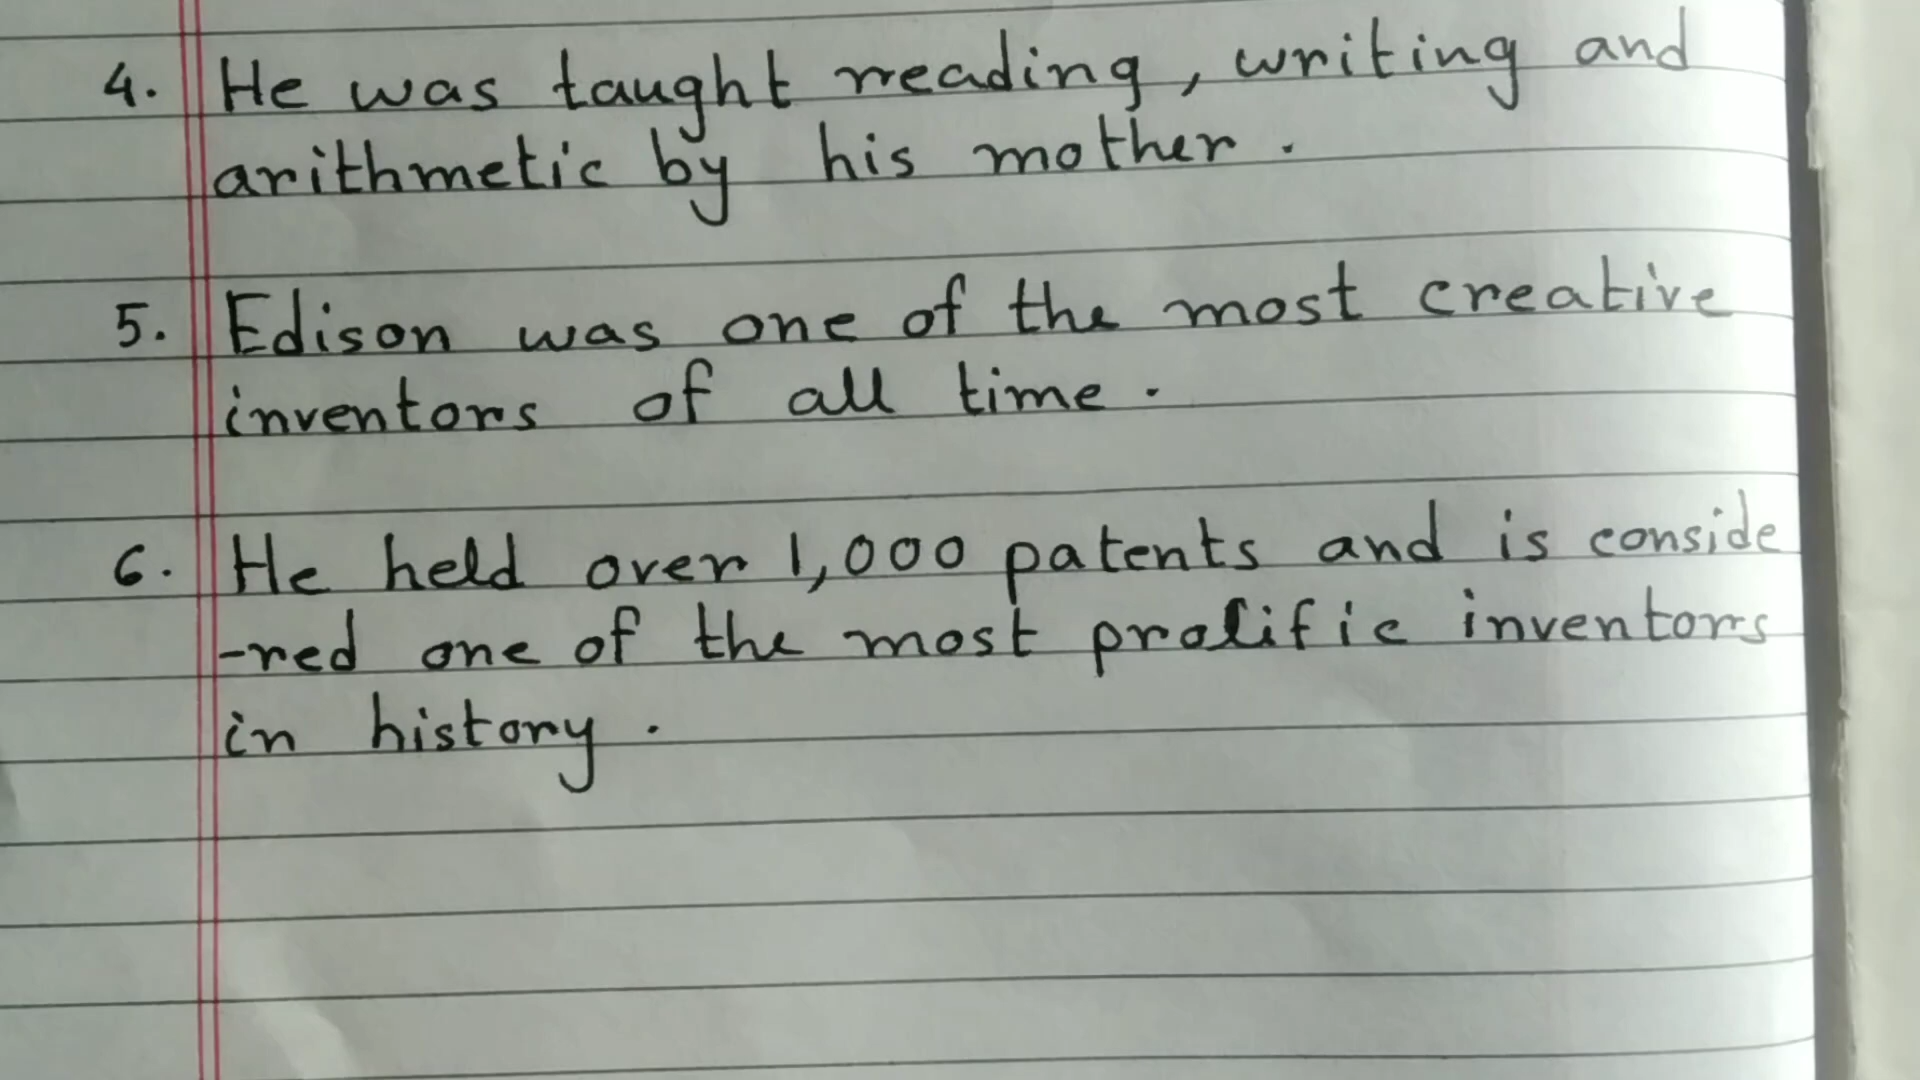 4. He was taught reading, writing and
arithmetic by his mother.
5. Edison was one of the most creative
inventors of all time.
6. He held over 1,000 patents and is conside
-red one of the most prolific inventors
in history.